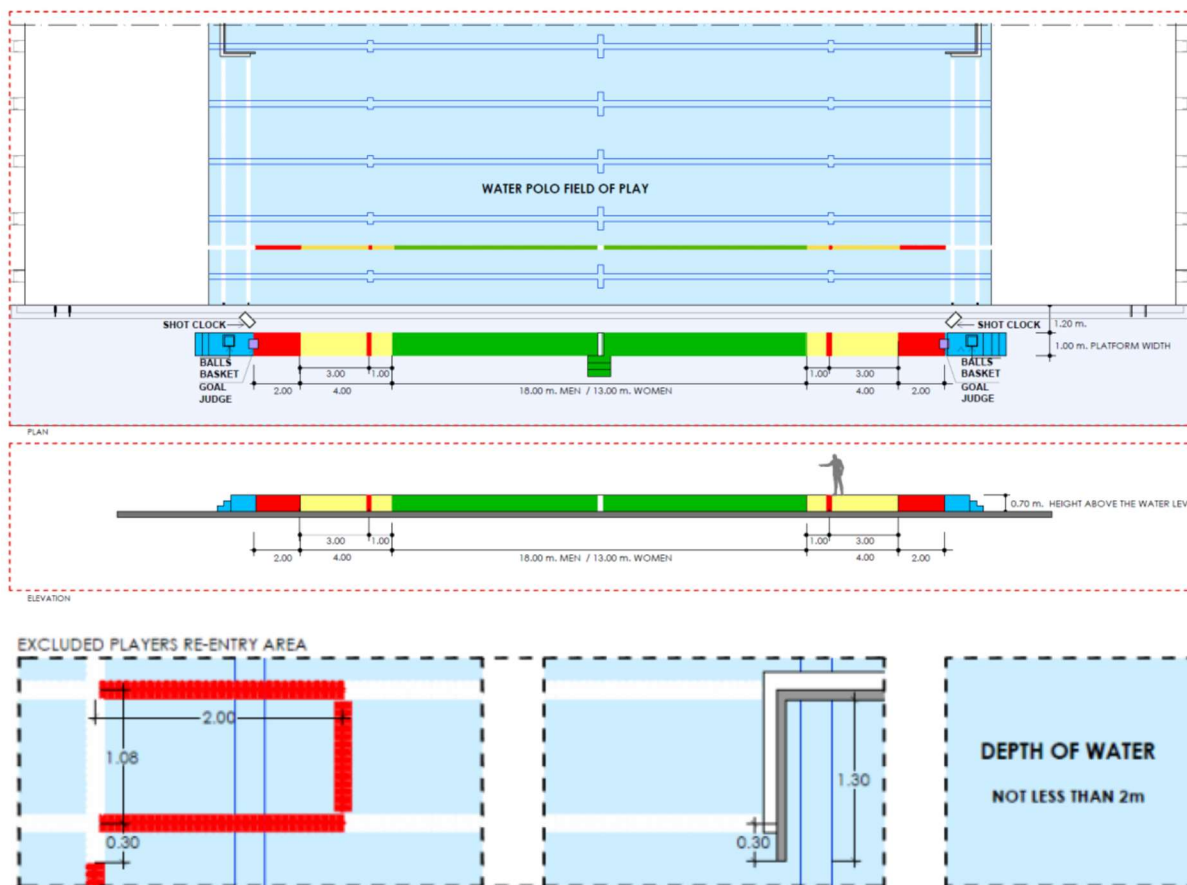 WATER POLO FIELD OF PLAY
SHOT CLOCK
SHOT CLOCK
1.20 m.
1.00 m. PLATFORM WIDTH
BALLS
BASKET
GOAL
JUDGE
BALLS
BASKET
GOAL
JUDGE
3.00 1.00 1.00 3.00
2.00 4.00 18.00 m. MEN / 13.00 m. WOMEN 4.00 2.00
PLAN
0.70 m. HEIGHT ABOVE THE WATER LEV
3.00 1.00 1.00 3.00
2.00 4.00 18.00 m. MEN / 13.00 m. WOMEN 4.00 2.00
ELEVATION
EXCLUDED PLAYERS RE-ENTRY AREA
2.00
1.08
0.30
1.30
0.30
DEPTH OF WATER
NOT LESS THAN 2m